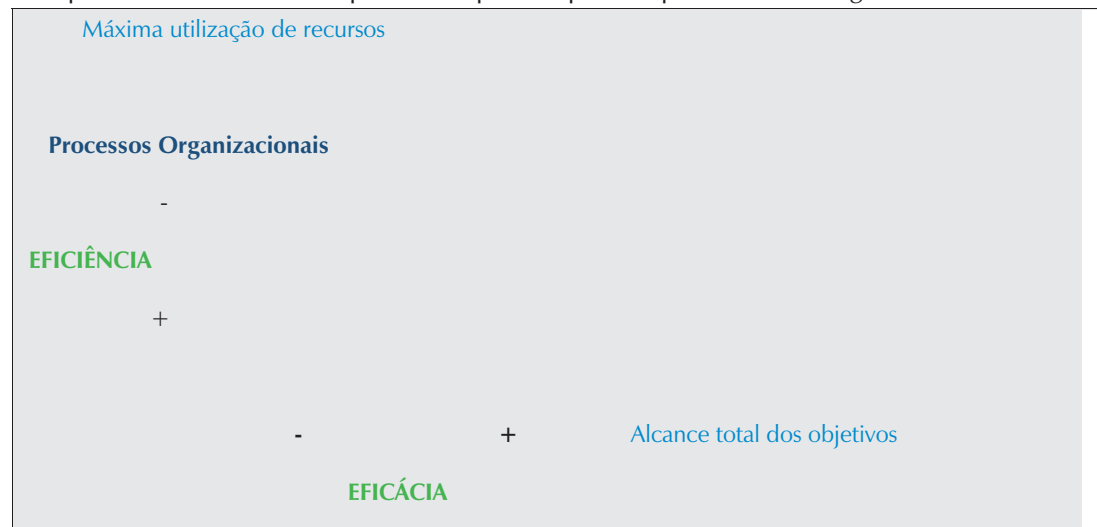 Máxima utilização de recursos
Processos Organizacionais
-
EFICIÊNCIA
+
- + Alcance total dos objetivos
EFICÁCIA